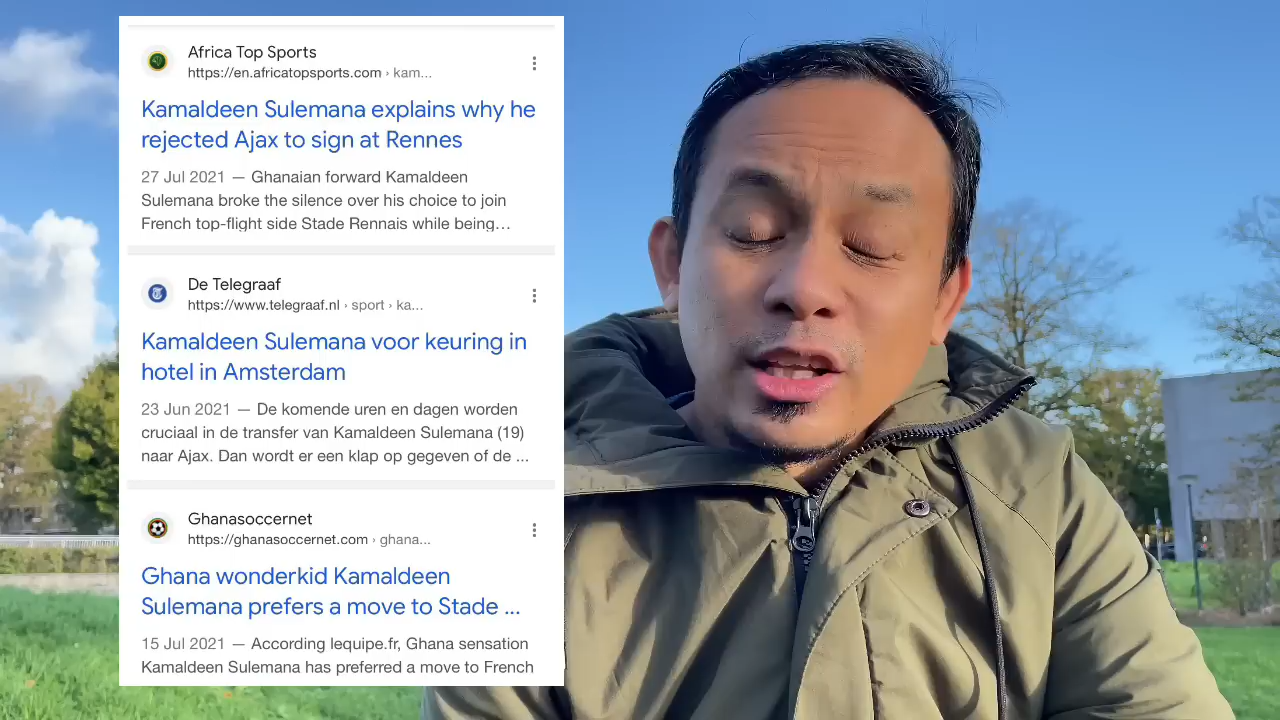 Africa Top Sports
https://en.africatopsports.com › kam...
Kamaldeen Sulemana explains why he
rejected Ajax to sign at Rennes
27 Jul 2021 — Ghanaian forward Kamaldeen
Sulemana broke the silence over his choice to join
French top-flight side Stade Rennais while being...
De Telegraaf
https://www.telegraaf.nl › sport › ka...
Kamaldeen Sulemana voor keuring in
hotel in Amsterdam
23 Jun 2021 — De komende uren en dagen worden
cruciaal in de transfer van Kamaldeen Sulemana (19)
naar Ajax. Dan wordt er een klap op gegeven of de ...
Ghanasoccernet
https://ghanasoccernet.com › ghana...
Ghana wonderkid Kamaldeen
Sulemana prefers a move to Stade ...
15 Jul 2021 — According lequipe.fr, Ghana sensation
Kamaldeen Sulemana has preferred a move to French